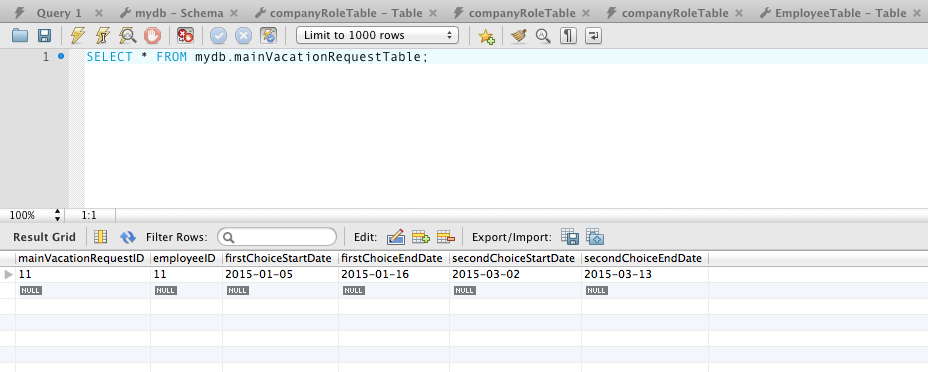 Query 1 mydb - Schema companyRoleTable - Table companyRoleTable companyRoleTable EmployeeTable - Table
Limit to 1000 rows
1 SELECT * FROM mydb.mainVacationRequestTable;
100% 1:1
Result Grid Filter Rows: Edit: Export/Import:
mainVacationRequestID employeeID firstChoiceStartDate firstChoiceEndDate secondChoiceStartDate secondChoiceEndDate
11 11 2015-01-05 2015-01-16 2015-03-02 2015-03-13
NULL NULL NULL NULL NULL NULL